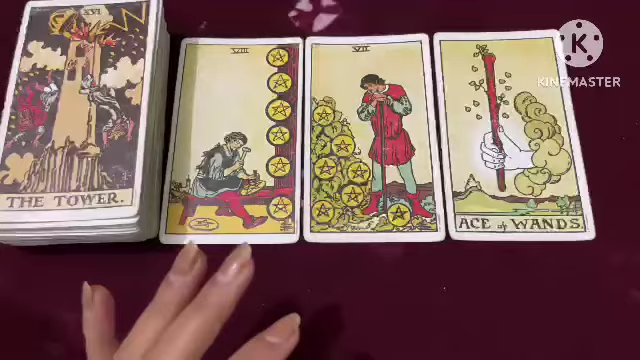 XVI
THE TOWER.
VIII
VII
ACE of WANDS.
K
KINEMASTER